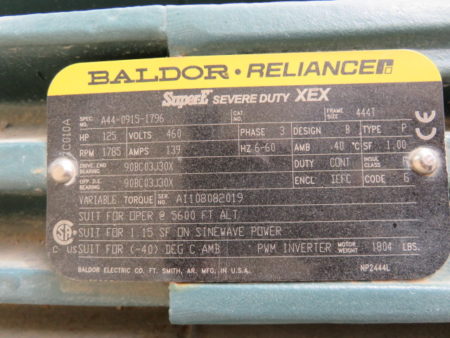 BALDOR · RELIANCE
Super-E SEVERE DUTY XEX
SPEC. NO. A44-0915-1796 CAT. NO. FRAME SIZE 444T
HP 125 VOLTS 460 PHASE 3 DESIGN B TYPE P
RPM 1785 AMPS 139 HZ 6-60 AMB -40 °C SF 1.00
DRIVE END BEARING 90BC03J30X DUTY CONT INSUL CLASS
OPP D.E. BEARING 90BC03J30X ENCL TEFC CODE G
VARIABLE TORQUE SER. NO. A1108082019
SUIT FOR OPER @ 5600 FT ALT
SUIT FOR 1.15 SF ON SINEWAVE POWER
SUIT FOR (-40) DEG C AMB PWM INVERTER MOTOR WEIGHT 1804 LBS.
C US
BALDOR ELECTRIC CO. FT. SMITH, AR. MFG. IN U.S.A. NP2444L